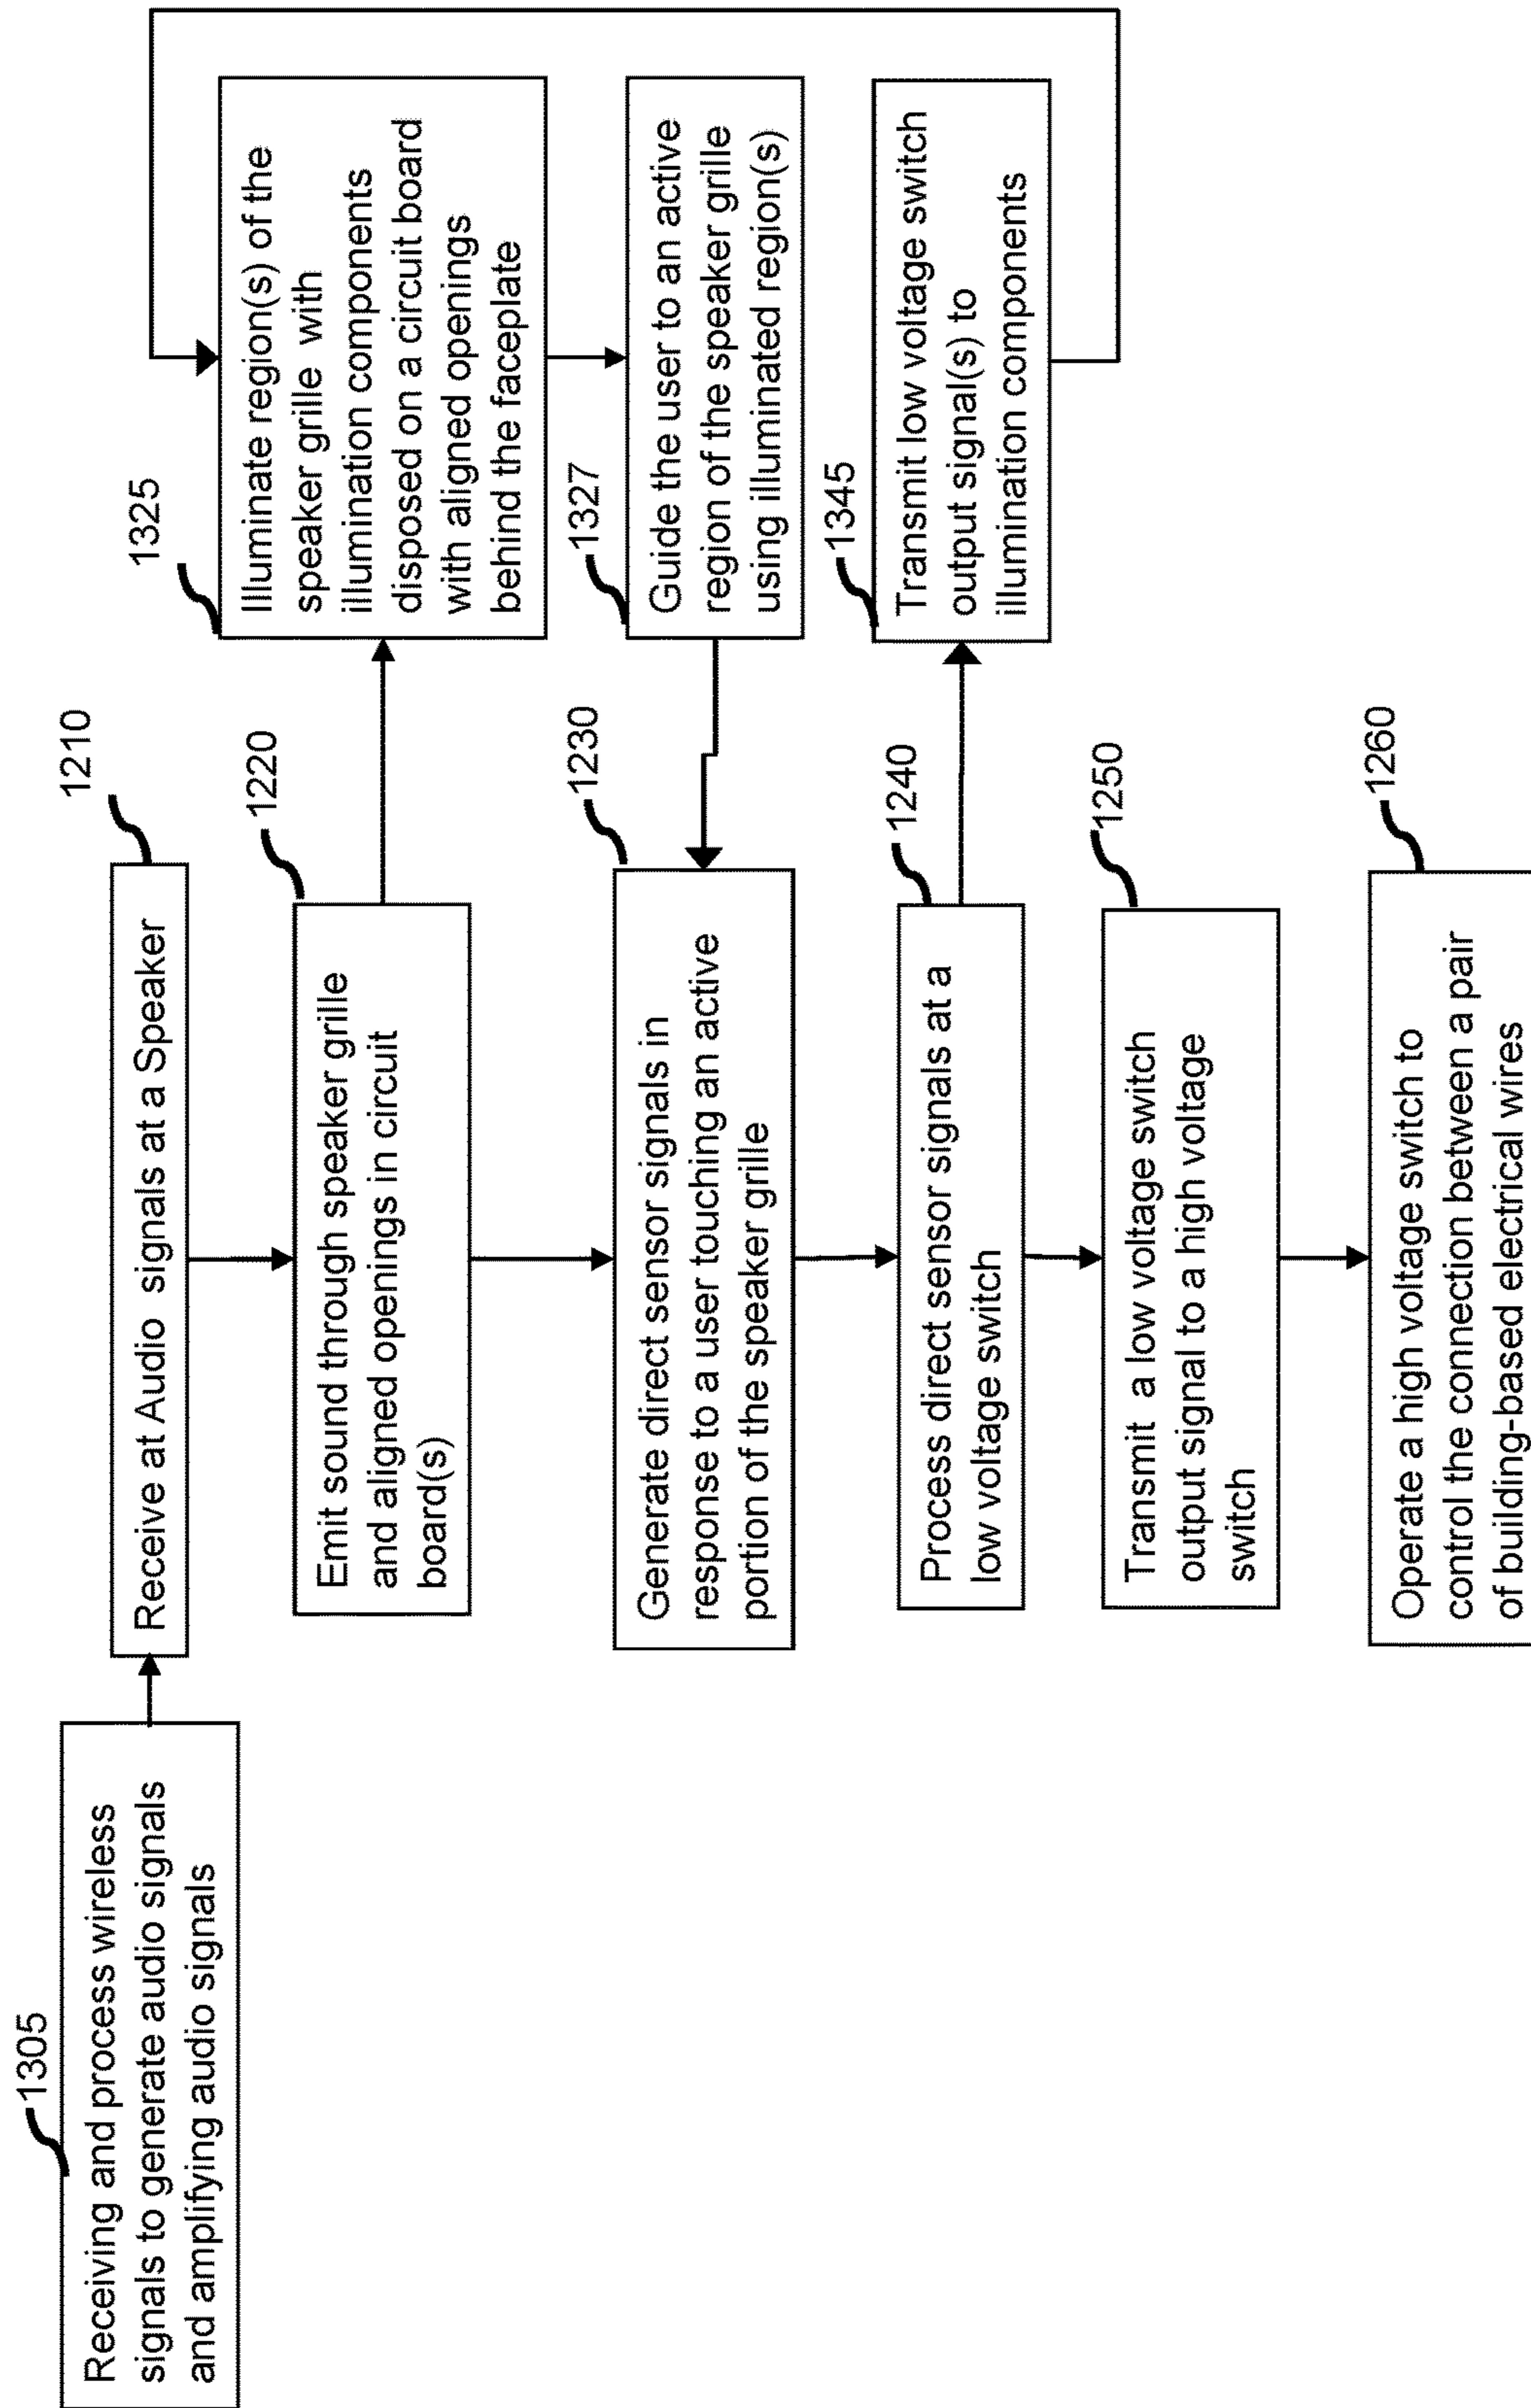 1305
Receiving and process wireless
signals to generate audio signals
and amplifying audio signals
1210
Receive at Audio signals at a Speaker
1220
Emit sound through speaker grille
and aligned openings in circuit
board(s)
1325
Illuminate region(s) of the
speaker grille with
illumination components
disposed on a circuit board
with aligned openings
behind the faceplate
1327
Guide the user to an active
region of the speaker grille
using illuminated region(s)
1230
Generate direct sensor signals in
response to a user touching an active
portion of the speaker grille
1240
Process direct sensor signals at a
low voltage switch
1345
Transmit low voltage switch
output signal(s) to
illumination components
1250
Transmit a low voltage switch
output signal to a high voltage
switch
1260
Operate a high voltage switch to
control the connection between a pair
of building-based electrical wires